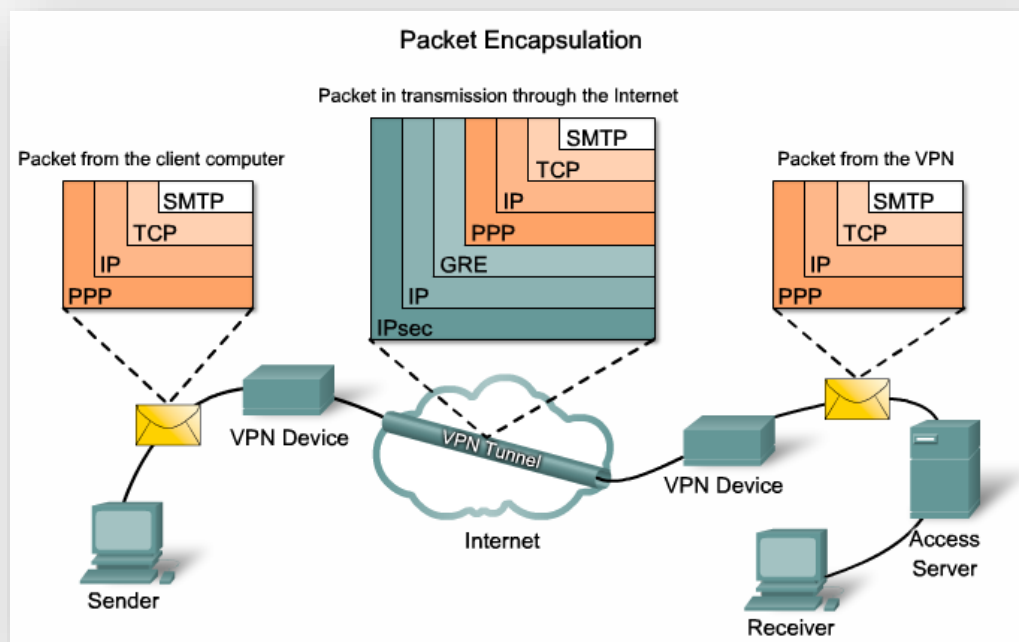 Packet Encapsulation
Packet in transmission through the Internet
Packet from the client computer
SMTP
TCP
IP
PPP
SMTP
TCP
IP
PPP
GRE
IP
IPsec
Packet from the VPN
SMTP
TCP
IP
PPP
VPN Device
VPN Tunnel
VPN Device
Internet
Sender
Access
Server
Receiver